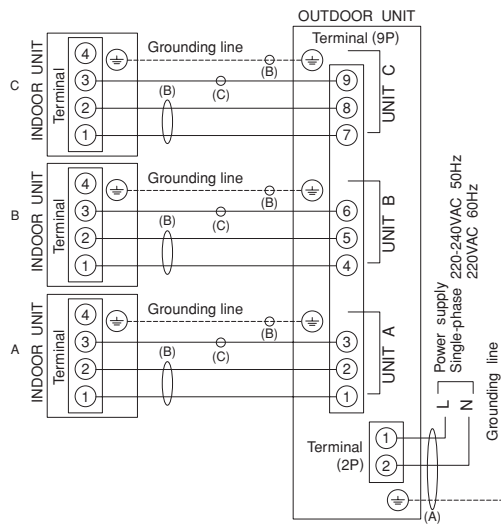 OUTDOOR UNIT
Terminal (9P)
C
INDOOR UNIT
Terminal
4
3
2
1
Grounding line
(B)
(B)
(C)
9
8
7
UNIT C
B
INDOOR UNIT
Terminal
4
3
2
1
Grounding line
(B)
(B)
(C)
6
5
4
UNIT B
A
INDOOR UNIT
Terminal
4
3
2
1
Grounding line
(B)
(B)
(C)
3
2
1
UNIT A
Terminal
(2P)
1
2
Power supply
Single-phase 220-240VAC 50Hz
220VAC 60Hz
L
N
Grounding line
(A)